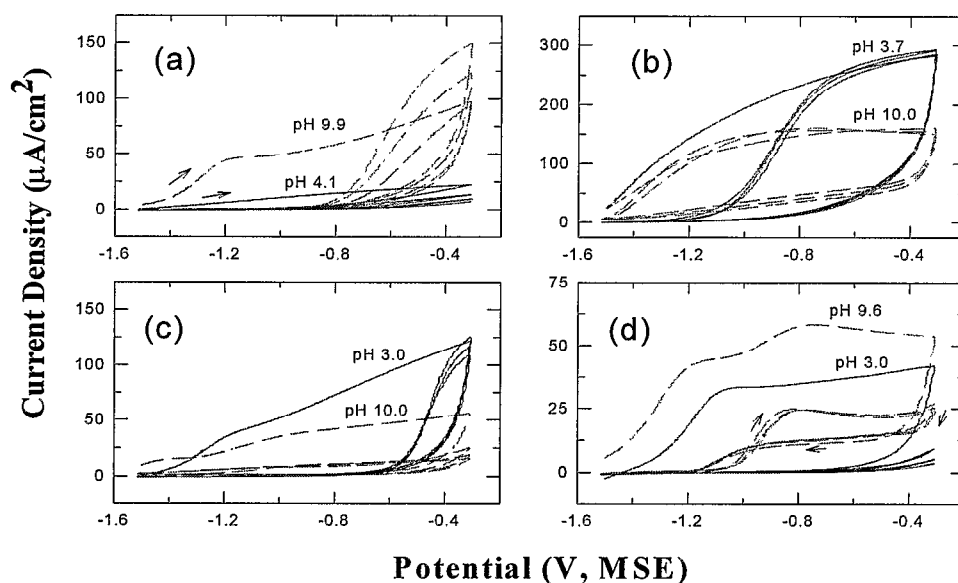 Current Density (µA/cm²)
(a)
150
100
50
0
pH 9.9
pH 4.1
-1.6
-1.2
-0.8
-0.4
(b)
300
200
100
0
pH 3.7
pH 10.0
-1.6
-1.2
-0.8
-0.4
(c)
150
100
50
0
pH 3.0
pH 10.0
-1.6
-1.2
-0.8
-0.4
(d)
75
50
25
0
pH 9.6
pH 3.0
-1.6
-1.2
-0.8
-0.4
Potential (V, MSE)